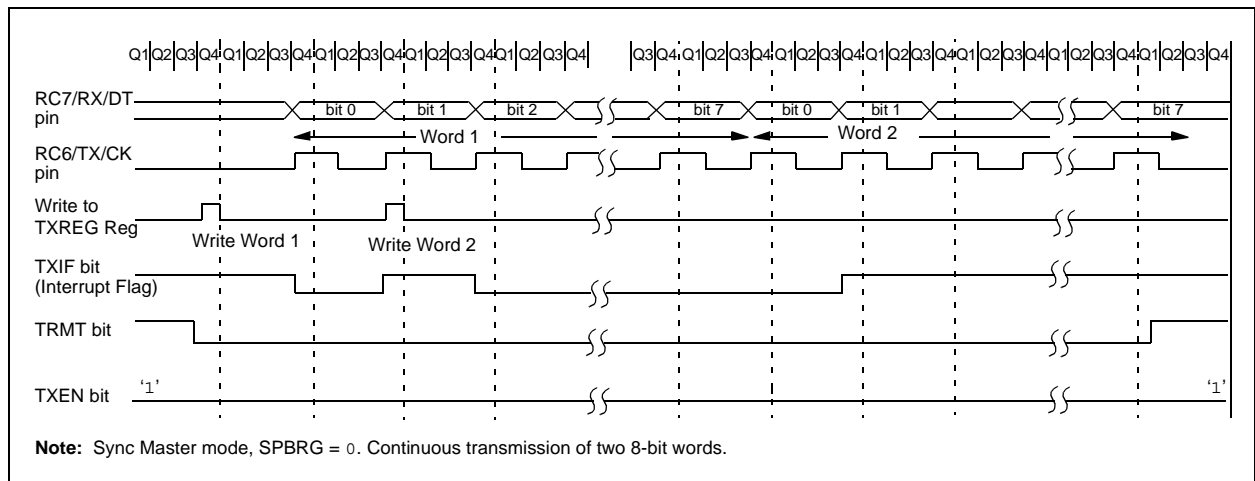 Q1 Q2 Q3 Q4 Q1 Q2 Q3 Q4 Q1 Q2 Q3 Q4 Q1 Q2 Q3 Q4 Q1 Q2 Q3 Q4 Q3 Q4 Q1 Q2 Q3 Q4 Q1 Q2 Q3 Q4 Q1 Q2 Q3 Q4 Q1 Q2 Q3 Q4 Q1 Q2 Q3 Q4 Q1 Q2 Q3 Q4
RC7/RX/DT
pin
bit 0 bit 1 bit 2 bit 7 bit 0 bit 1 bit 7
Word 1 Word 2
RC6/TX/CK
pin
Write to
TXREG Reg
Write Word 1 Write Word 2
TXIF bit
(Interrupt Flag)
TRMT bit
TXEN bit
‘1’ ‘1’
Note: Sync Master mode, SPBRG = 0. Continuous transmission of two 8-bit words.